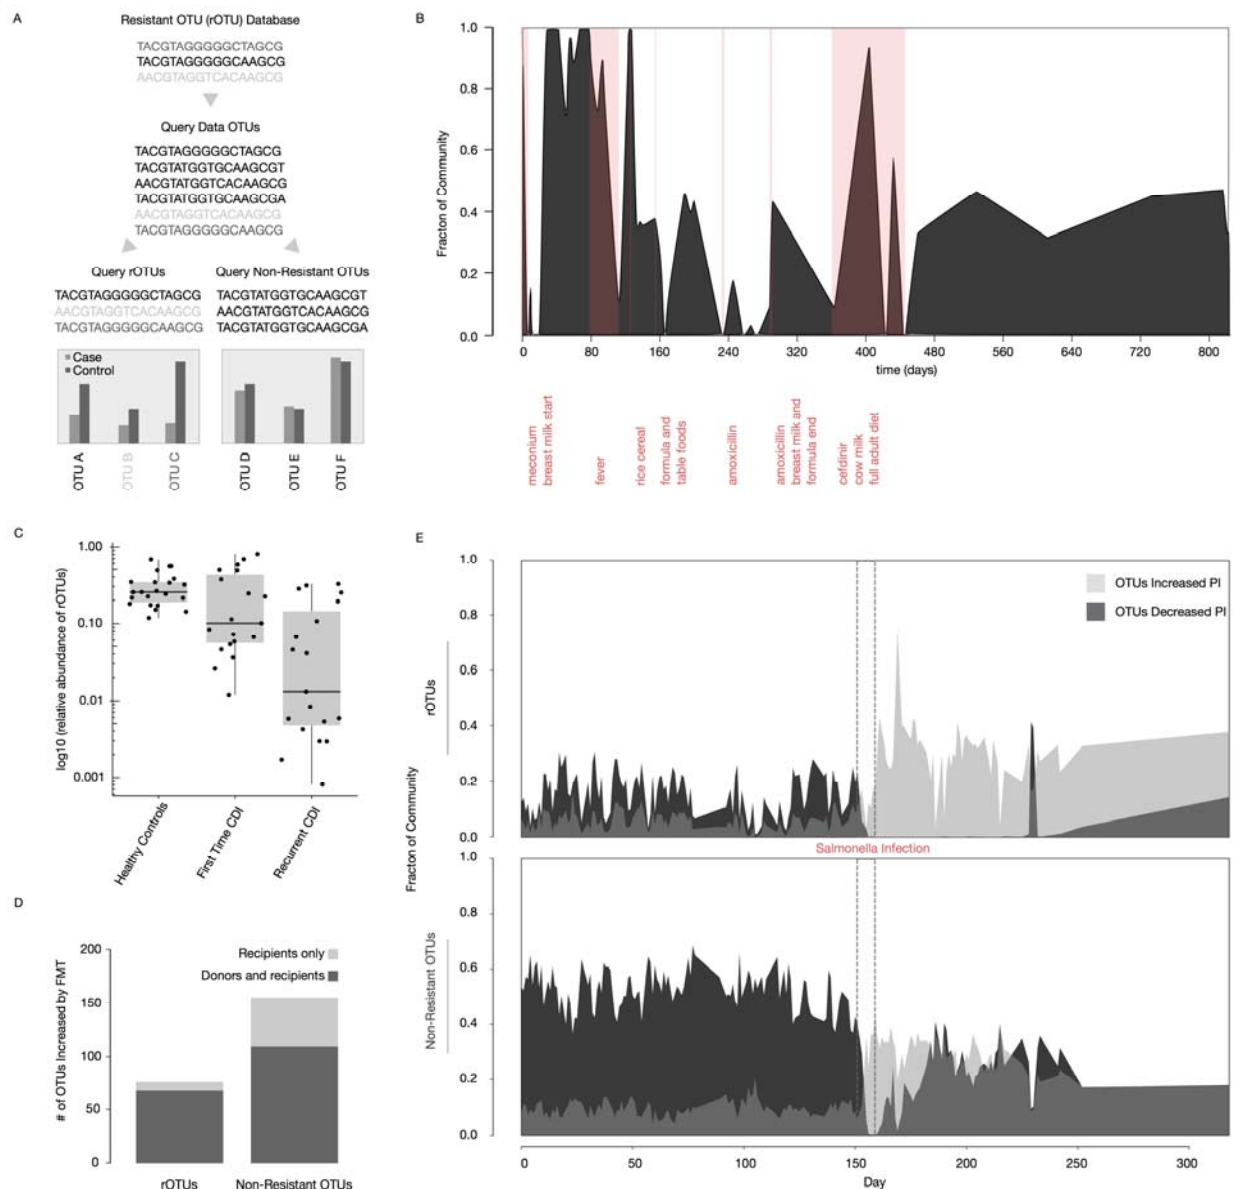 A
Resistant OTU (rOTU) Database
TACGTAGGGGGCTAGCG
TACGTAGGGGGCAAGCG
AACGTAGGTCACAAGCG
Query Data OTUs
TACGTAGGGGGCTAGCG
TACGTATGGTGCAAGCGT
AACGTATGGTCACAAGCG
TACGTATGGTGCAAGCGA
AACGTAGGTCACAAGCG
TACGTAGGGGGCAAGCG
Query rOTUs
TACGTAGGGGGCTAGCG
AACGTAGGTCACAAGCG
TACGTAGGGGGCAAGCG
Query Non-Resistant OTUs
TACGTATGGTGCAAGCGT
AACGTATGGTCACAAGCG
TACGTATGGTGCAAGCGA
Case
Control
OTU A
OTU B
OTU C
OTU D
OTU E
OTU F
B
Fracton of Community
1.0
0.8
0.6
0.4
0.2
0.0
0
80
160
240
320
400
480
560
640
720
800
time (days)
meconium
breast milk start
fever
rice cereal
formula and
table foods
amoxicillin
amoxicillin
breast milk and
formula end
cefdinir
cow milk
full adult diet
C
log10 (relative abundance of rOTUs)
1.00
0.10
0.01
0.001
Healthy Controls
First Time CDI
Recurrent CDI
D
# of OTUs Increased by FMT
200
150
100
50
0
Recipients only
Donors and recipients
rOTUs
Non-Resistant OTUs
E
Fracton of Community
rOTUs
1.0
0.8
0.6
0.4
0.2
0.0
OTUs Increased PI
OTUs Decreased PI
Salmonella Infection
Non-Resistant OTUs
1.0
0.8
0.6
0.4
0.2
0.0
0
50
100
150
200
250
300
Day